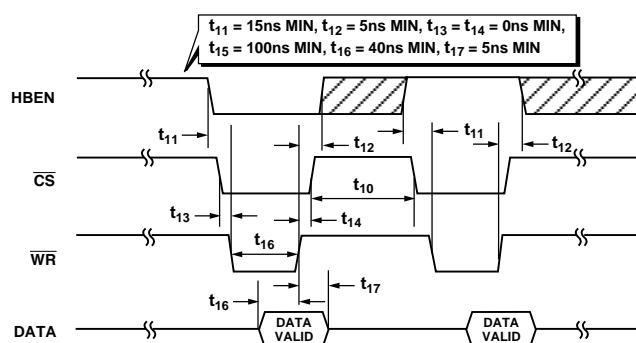 t11 = 15ns MIN, t12 = 5ns MIN, t13 = t14 = 0ns MIN,
t15 = 100ns MIN, t16 = 40ns MIN, t17 = 5ns MIN
HBEN
t11
t12
t11
t12
CS
t13
t10
t14
t16
WR
t16
t17
DATA
DATA
VALID
DATA
VALID